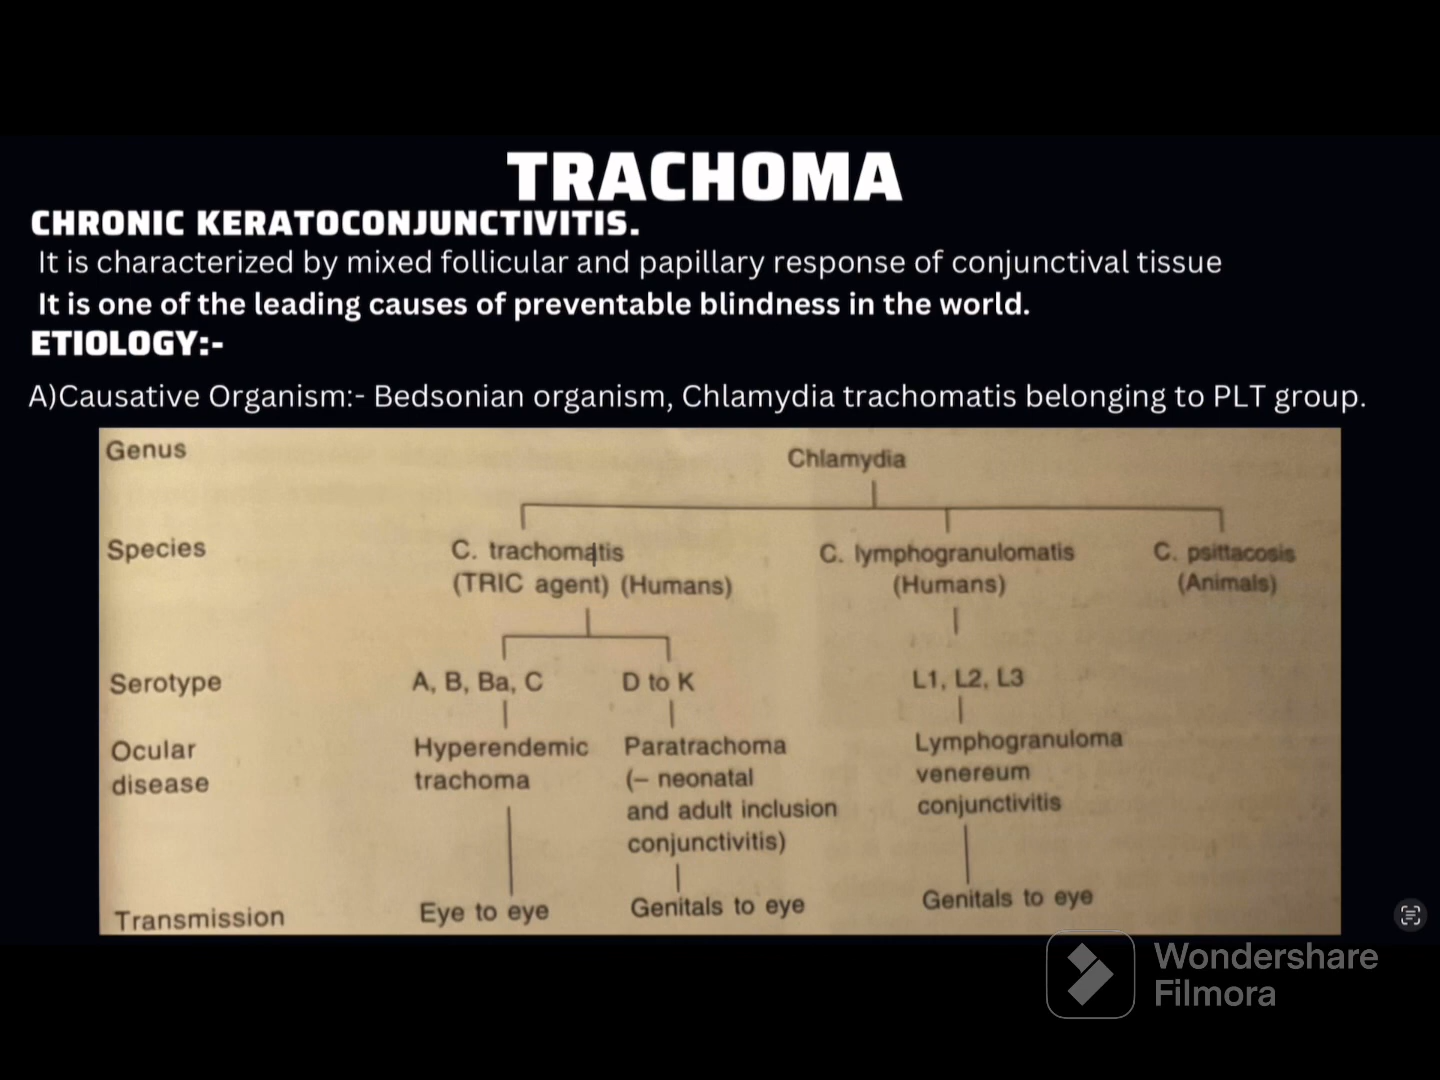 TRACHOMA
CHRONIC KERATOCONJUNCTIVITIS.
It is characterized by mixed follicular and papillary response of conjunctival tissue
It is one of the leading causes of preventable blindness in the world.
ETIOLOGY:-
A)Causative Organism:- Bedsonian organism, Chlamydia trachomatis belonging to PLT group.
Genus Chlamydia
Species C. trachomatis C. lymphogranulomatis C. psittacosis
(TRIC agent) (Humans) (Humans) (Animals)
Serotype A, B, Ba, C D to K L1, L2, L3
Ocular Hyperendemic Paratrachoma Lymphogranuloma
disease trachoma (– neonatal venereum
and adult inclusion conjunctivitis
conjunctivitis)
Transmission Eye to eye Genitals to eye Genitals to eye
Wondershare
Filmora